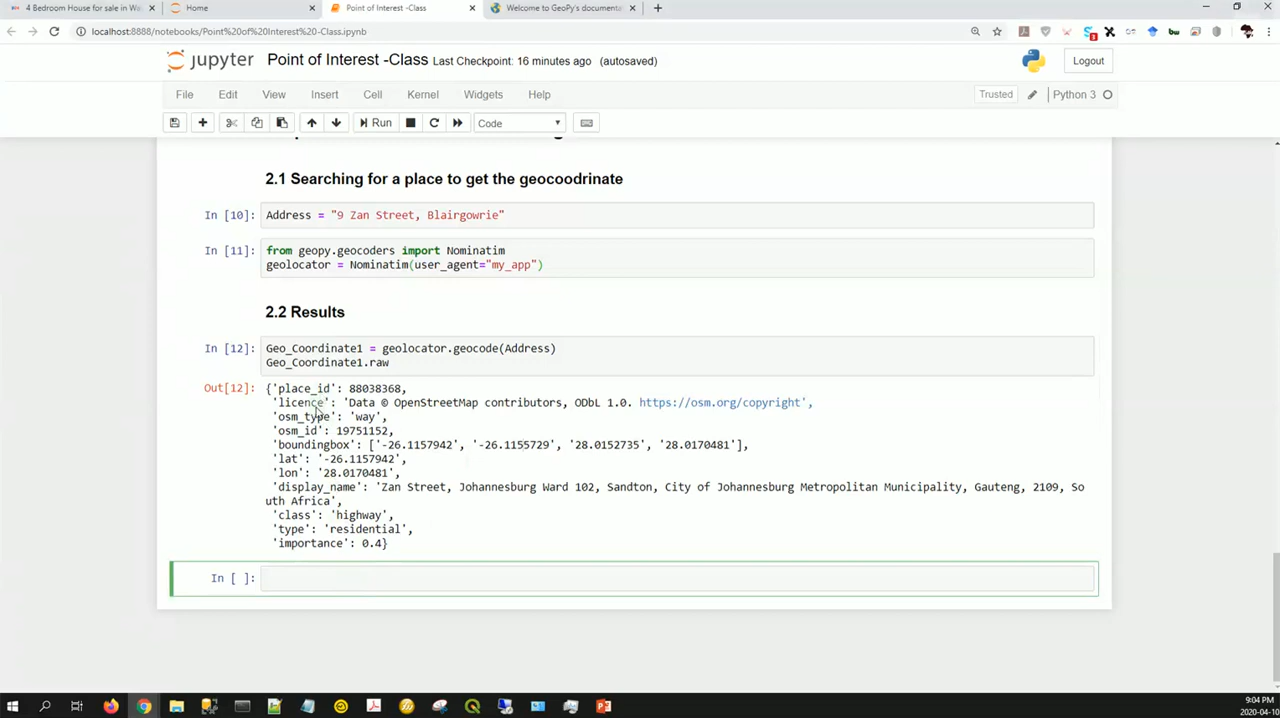 4 Bedroom House for sale in Wa
Home
Point of Interest -Class
Welcome to GeoPy's documenta
localhost:8888/notebooks/Point%20of%20Interest%20-Class.ipynb
jupyter Point of Interest -Class Last Checkpoint: 16 minutes ago (autosaved)
Logout
File Edit View Insert Cell Kernel Widgets Help
Trusted
Python 3
Run
Code
2.1 Searching for a place to get the geocoodrinate
In [10]: Address = "9 Zan Street, Blairgowrie"
In [11]: from geopy.geocoders import Nominatim
geolocator = Nominatim(user_agent="my_app")
2.2 Results
In [12]: Geo_Coordinate1 = geolocator.geocode(Address)
Geo_Coordinate1.raw
Out[12]: {'place_id': 88038368,
'licence': 'Data © OpenStreetMap contributors, ODbL 1.0. https://osm.org/copyright',
'osm_type': 'way',
'osm_id': 19751152,
'boundingbox': ['-26.1157942', '-26.1155729', '28.0152735', '28.0170481'],
'lat': '-26.1157942',
'lon': '28.0170481',
'display_name': 'Zan Street, Johannesburg Ward 102, Sandton, City of Johannesburg Metropolitan Municipality, Gauteng, 2109, So
uth Africa',
'class': 'highway',
'type': 'residential',
'importance': 0.4}
In [ ]:
9:04 PM
2020-04-10